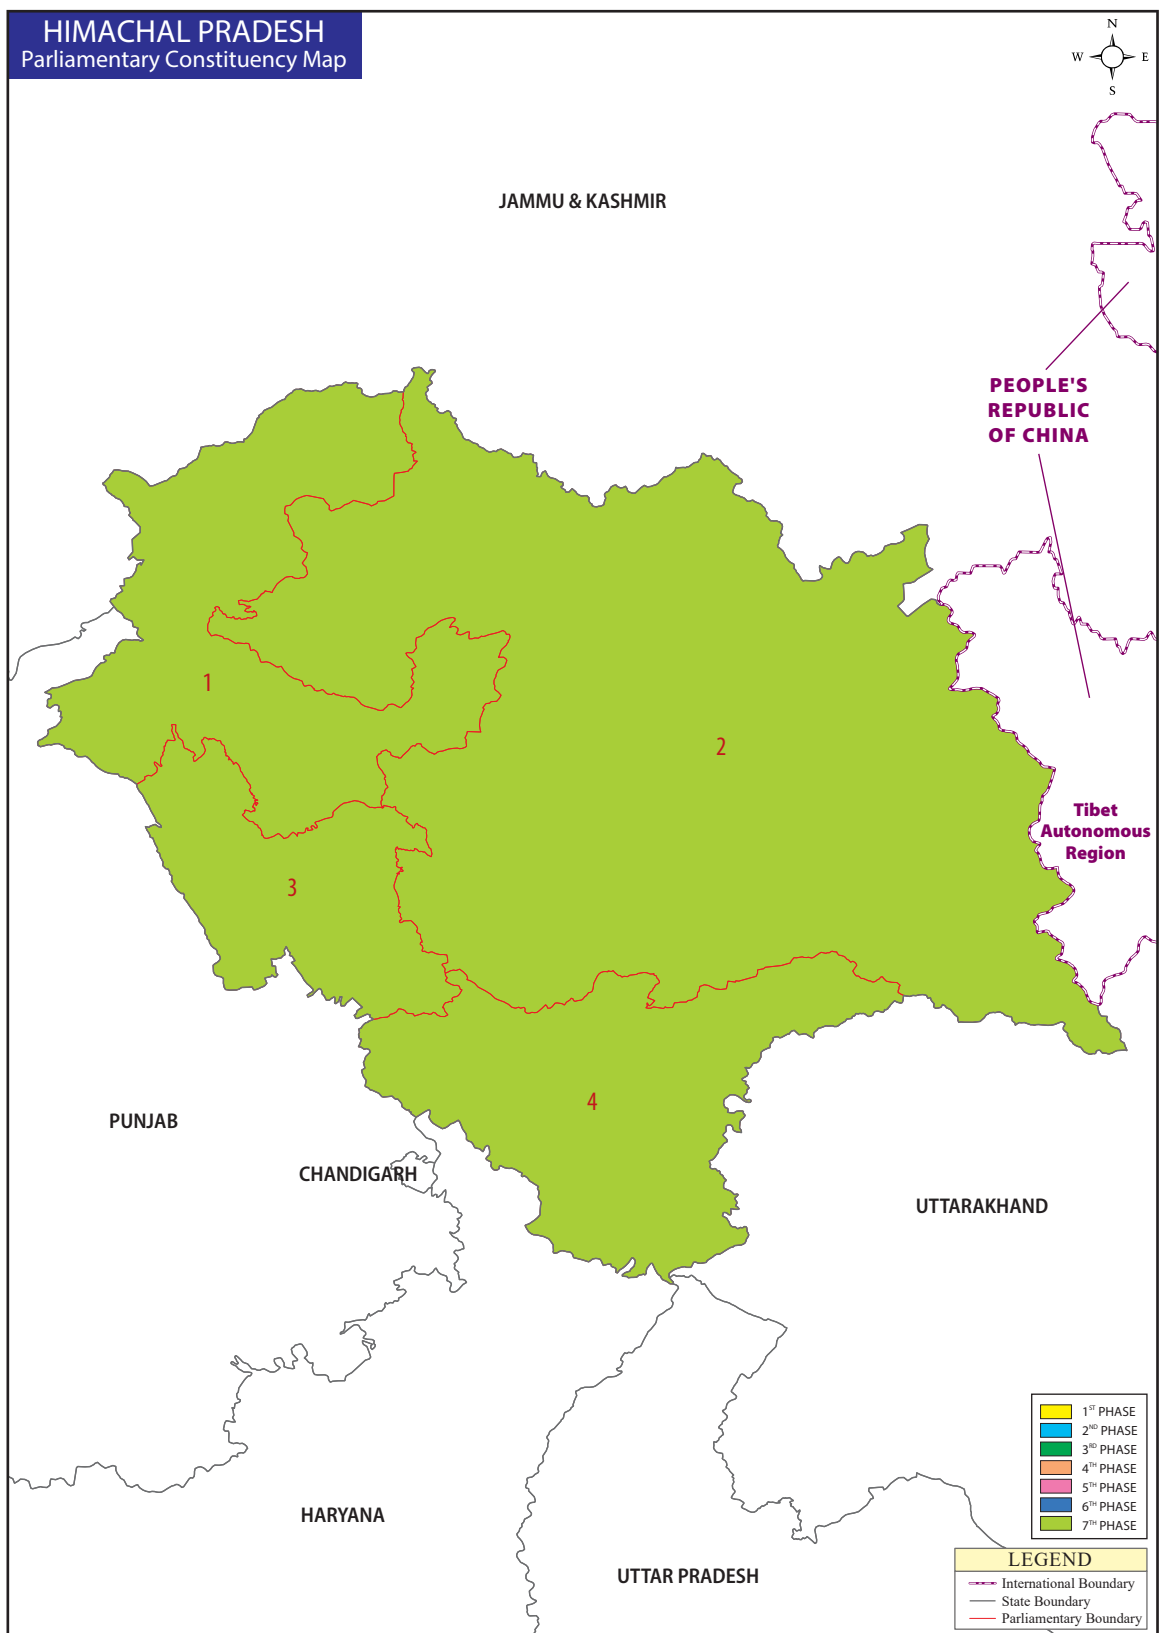 HIMACHAL PRADESH
Parliamentary Constituency Map
N
W E
S
JAMMU & KASHMIR
PEOPLE'S
REPUBLIC
OF CHINA
1
2
Tibet
Autonomous
Region
3
4
PUNJAB
CHANDIGARH
UTTARAKHAND
HARYANA
UTTAR PRADESH
1ST PHASE
2ND PHASE
3RD PHASE
4TH PHASE
5TH PHASE
6TH PHASE
7TH PHASE
LEGEND
International Boundary
State Boundary
Parliamentary Boundary